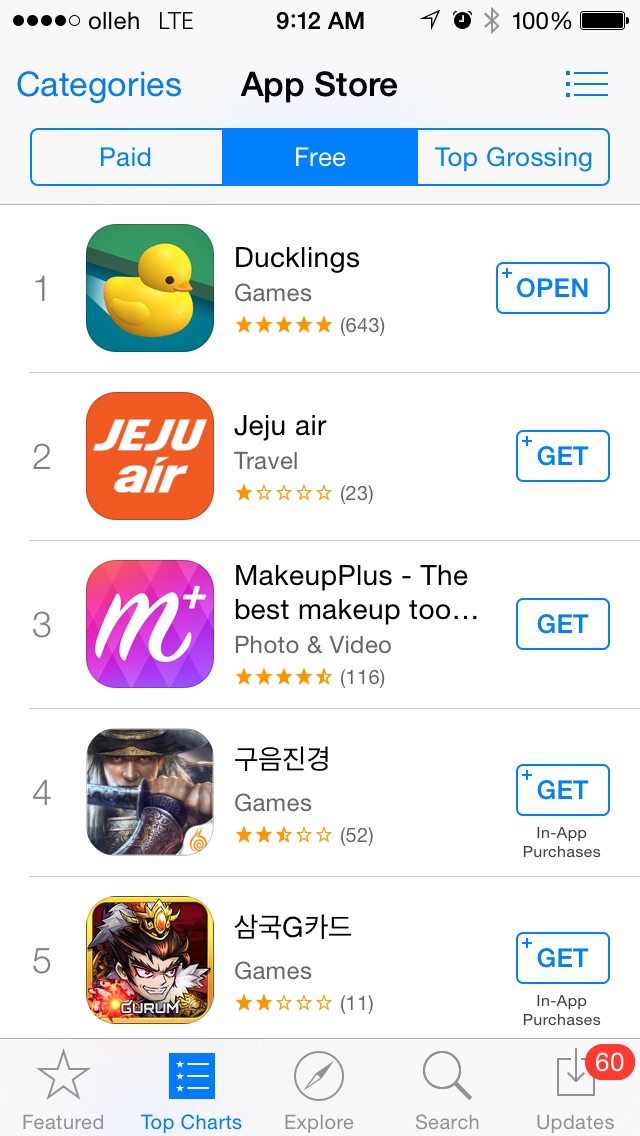 olleh LTE 9:12 AM 100%
Categories App Store
Paid Free Top Grossing
1
Ducklings
Games
(643)
+ OPEN
2
JEJU
air
Jeju air
Travel
(23)
+ GET
3
m+
MakeupPlus - The
best makeup too...
Photo & Video
(116)
GET
4
구음진경
Games
(52)
+ GET
In-App
Purchases
5
GURUM
삼국G카드
Games
(11)
+ GET
In-App
Purchases
60
Featured Top Charts Explore Search Updates